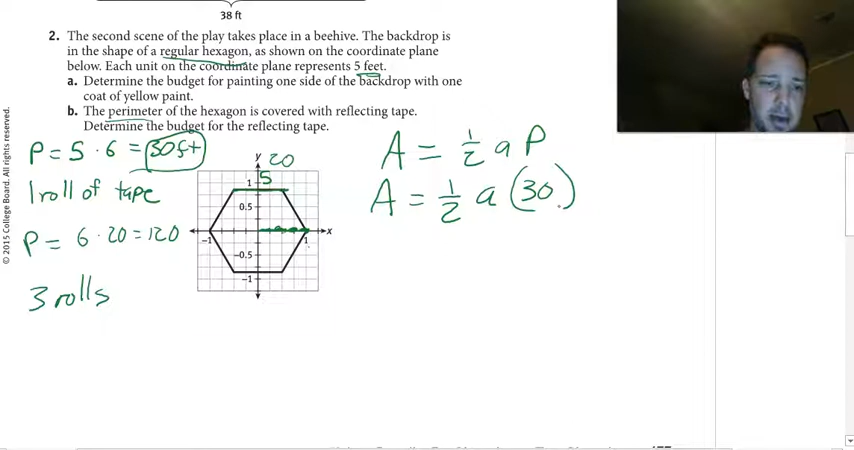 38 ft
2. The second scene of the play takes place in a beehive. The backdrop is
in the shape of a regular hexagon, as shown on the coordinate plane
below. Each unit on the coordinate plane represents 5 feet.
a. Determine the budget for painting one side of the backdrop with one
coat of yellow paint.
b. The perimeter of the hexagon is covered with reflecting tape.
Determine the budget for the reflecting tape.
© 2015 College Board. All rights reserved.
P = 5 · 6 = 30ft
1 roll of tape
P = 6 · 20 = 120
3 rolls
y 20
1 5
0.5
-1 1 x
-0.5
-1
A = 1/2 a P
A = 1/2 a (30)